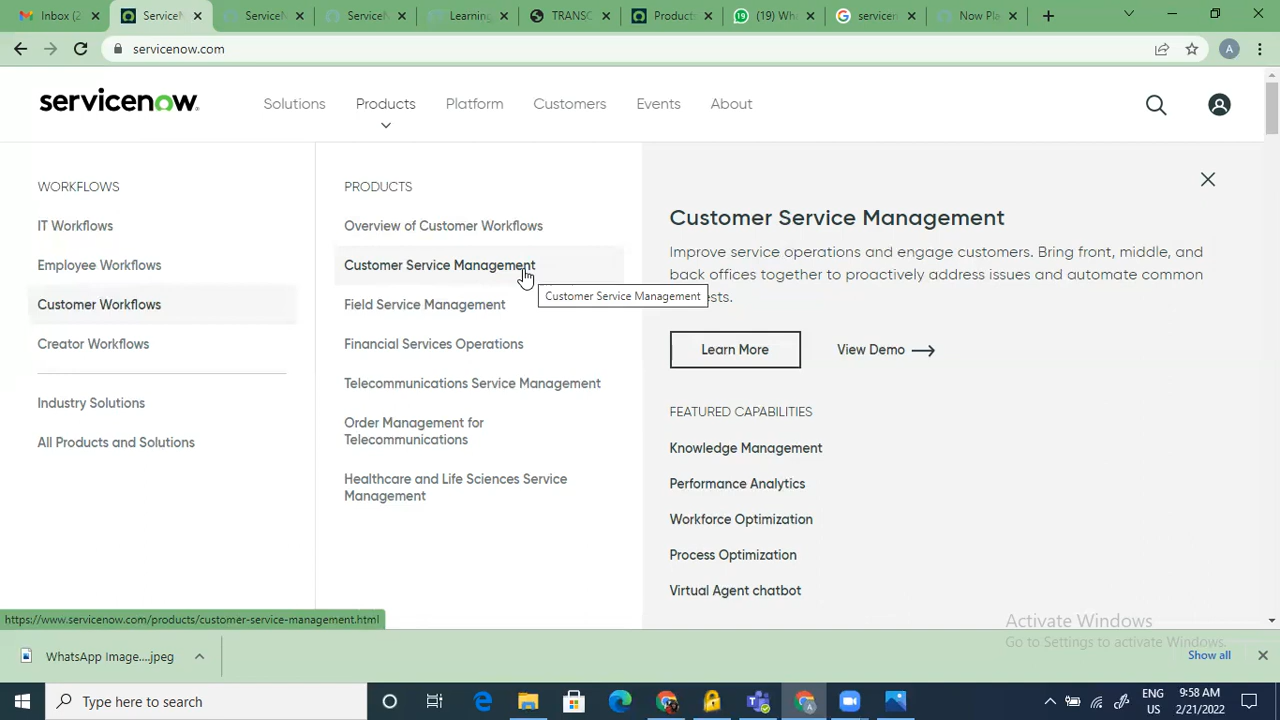 Inbox (2
ServiceN
ServiceN
ServiceN
Learning
TRANSC
Products
(19) Wha
servicen
Now Pla
servicenow.com
A
servicenow
Solutions
Products
Platform
Customers
Events
About
WORKFLOWS
IT Workflows
Employee Workflows
Customer Workflows
Creator Workflows
Industry Solutions
All Products and Solutions
PRODUCTS
Overview of Customer Workflows
Customer Service Management
Customer Service Management
Field Service Management
Financial Services Operations
Telecommunications Service Management
Order Management for
Telecommunications
Healthcare and Life Sciences Service
Management
Customer Service Management
Improve service operations and engage customers. Bring front, middle, and
back offices together to proactively address issues and automate common
ests.
Learn More
View Demo
FEATURED CAPABILITIES
Knowledge Management
Performance Analytics
Workforce Optimization
Process Optimization
Virtual Agent chatbot
https://www.servicenow.com/products/customer-service-management.html
Activate Windows
Go to Settings to activate Windows.
WhatsApp Image....jpeg
Show all
Type here to search
ENG
US
9:58 AM
2/21/2022